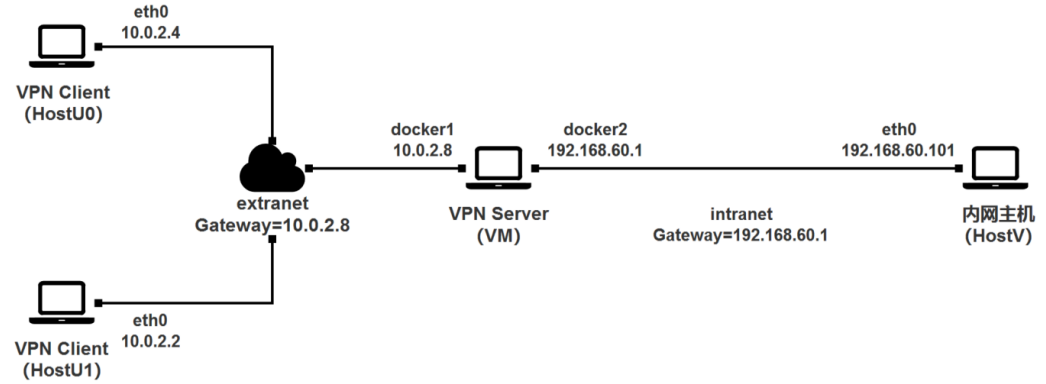 eth0
10.0.2.4
VPN Client
(HostU0)
docker1
10.0.2.8
docker2
192.168.60.1
eth0
192.168.60.101
extranet
Gateway=10.0.2.8
VPN Server
(VM)
intranet
Gateway=192.168.60.1
内网主机
(HostV)
eth0
10.0.2.2
VPN Client
(HostU1)